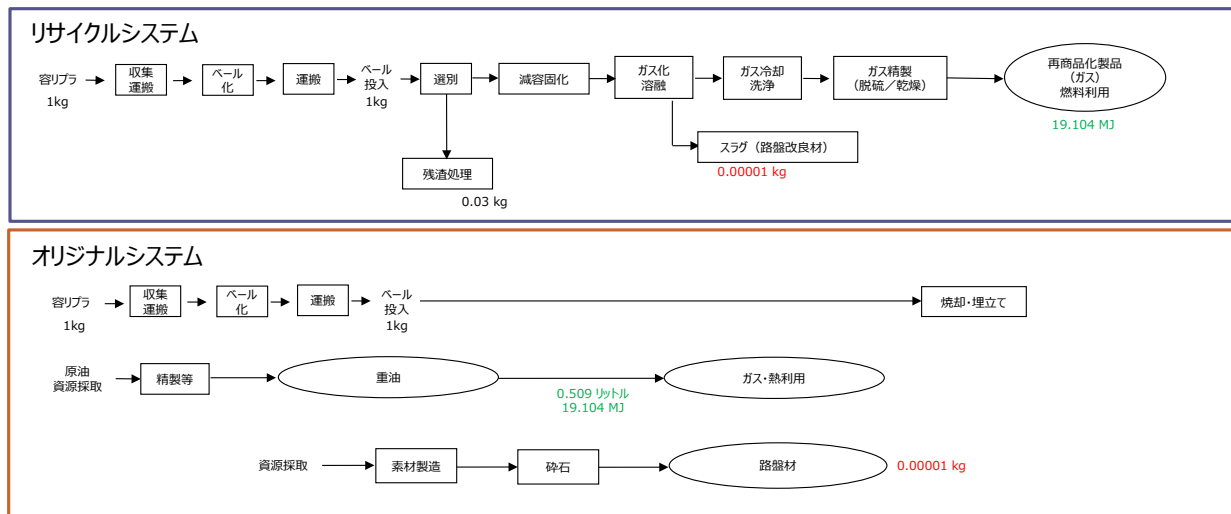 リサイクルシステム
容リプラ
1kg
収集
運搬
ベール
化
運搬
ベール
投入
1kg
選別
減容固化
ガス化
溶融
ガス冷却
洗浄
ガス精製
（脱硫／乾燥）
再商品化製品
（ガス）
燃料利用
19.104 MJ
スラグ（路盤改良材）
0.00001 kg
残渣処理
0.03 kg
オリジナルシステム
容リプラ
1kg
収集
運搬
ベール
化
運搬
ベール
投入
1kg
焼却・埋立て
原油
資源採取
精製等
重油
0.509 リットル
19.104 MJ
ガス・熱利用
資源採取
素材製造
砕石
路盤材
0.00001 kg